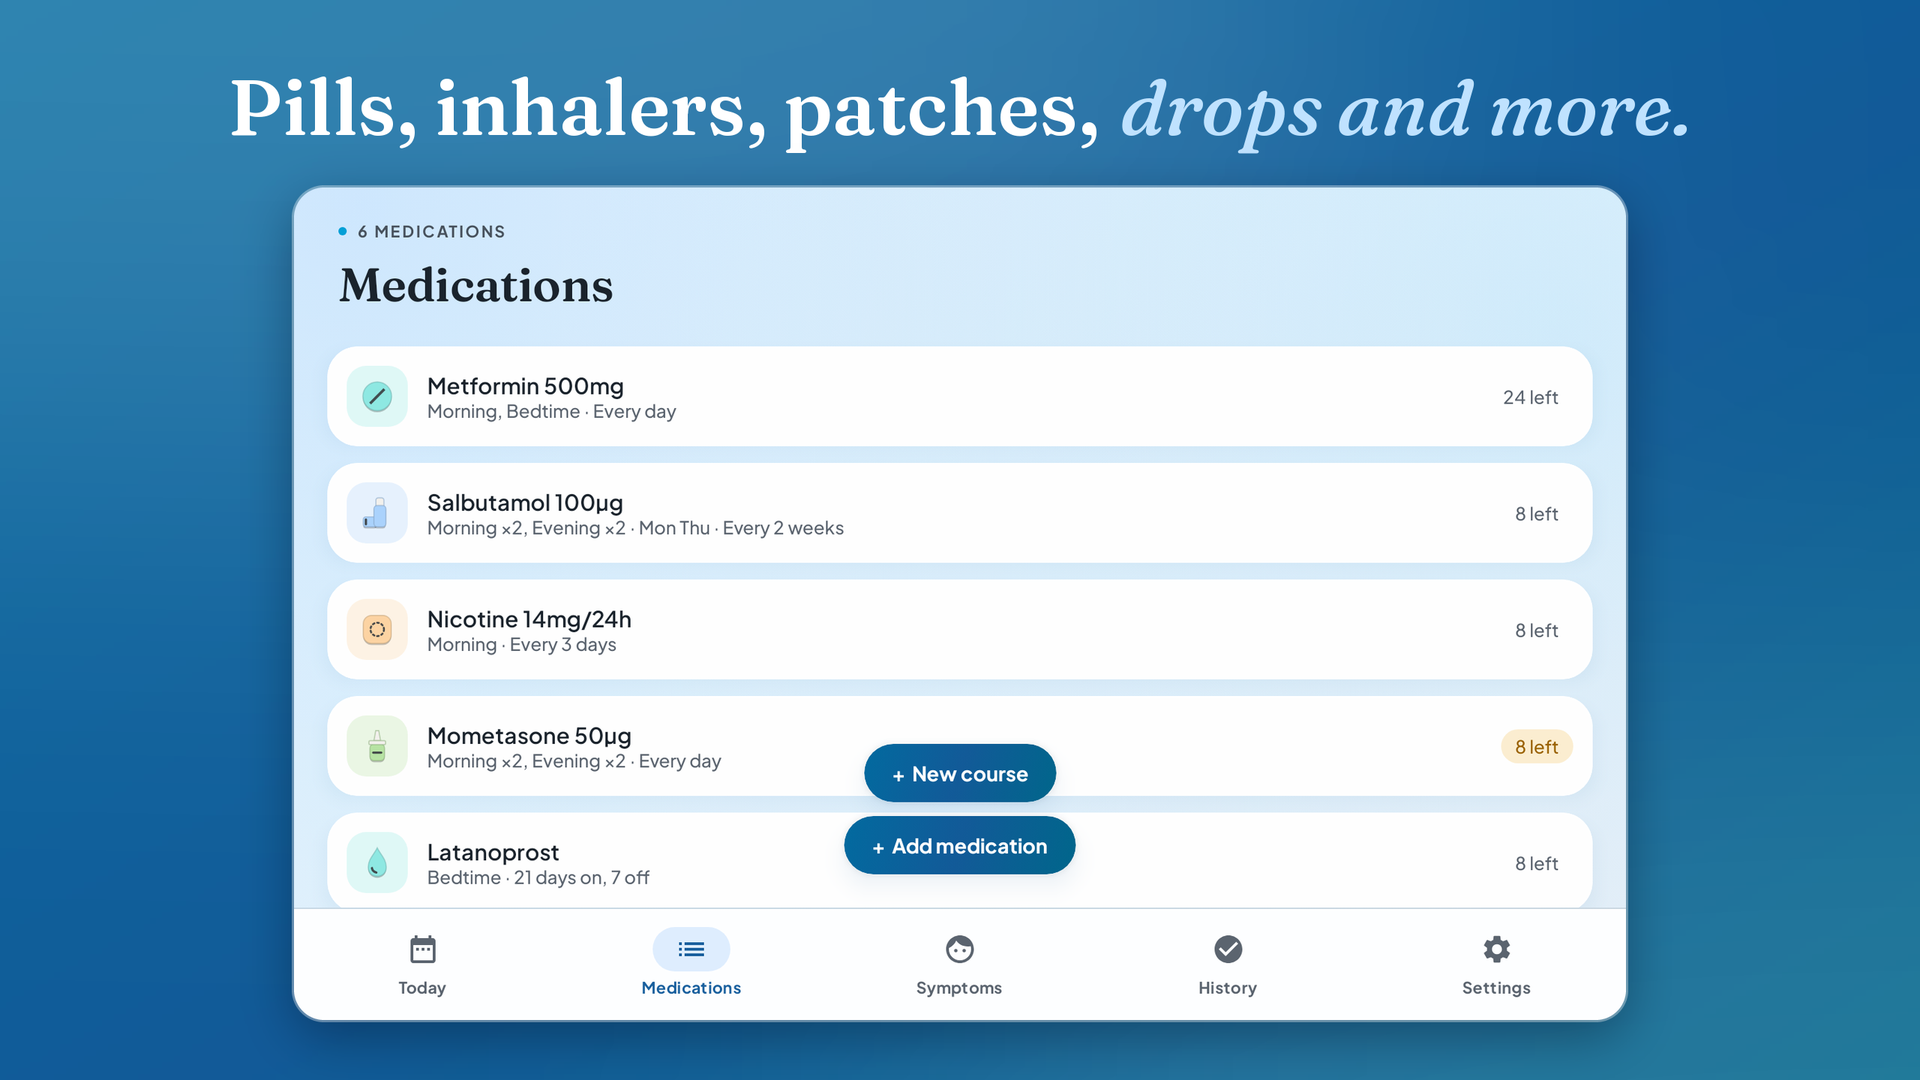 Pills, inhalers, patches, drops and more.
6 MEDICATIONS
Medications
Metformin 500mg
Morning, Bedtime · Every day
24 left
Salbutamol 100µg
Morning ×2, Evening ×2 · Mon Thu · Every 2 weeks
8 left
Nicotine 14mg/24h
Morning · Every 3 days
8 left
Mometasone 50µg
Morning ×2, Evening ×2 · Every day
8 left
+ New course
+ Add medication
Latanoprost
Bedtime · 21 days on, 7 off
8 left
Today
Medications
Symptoms
History
Settings